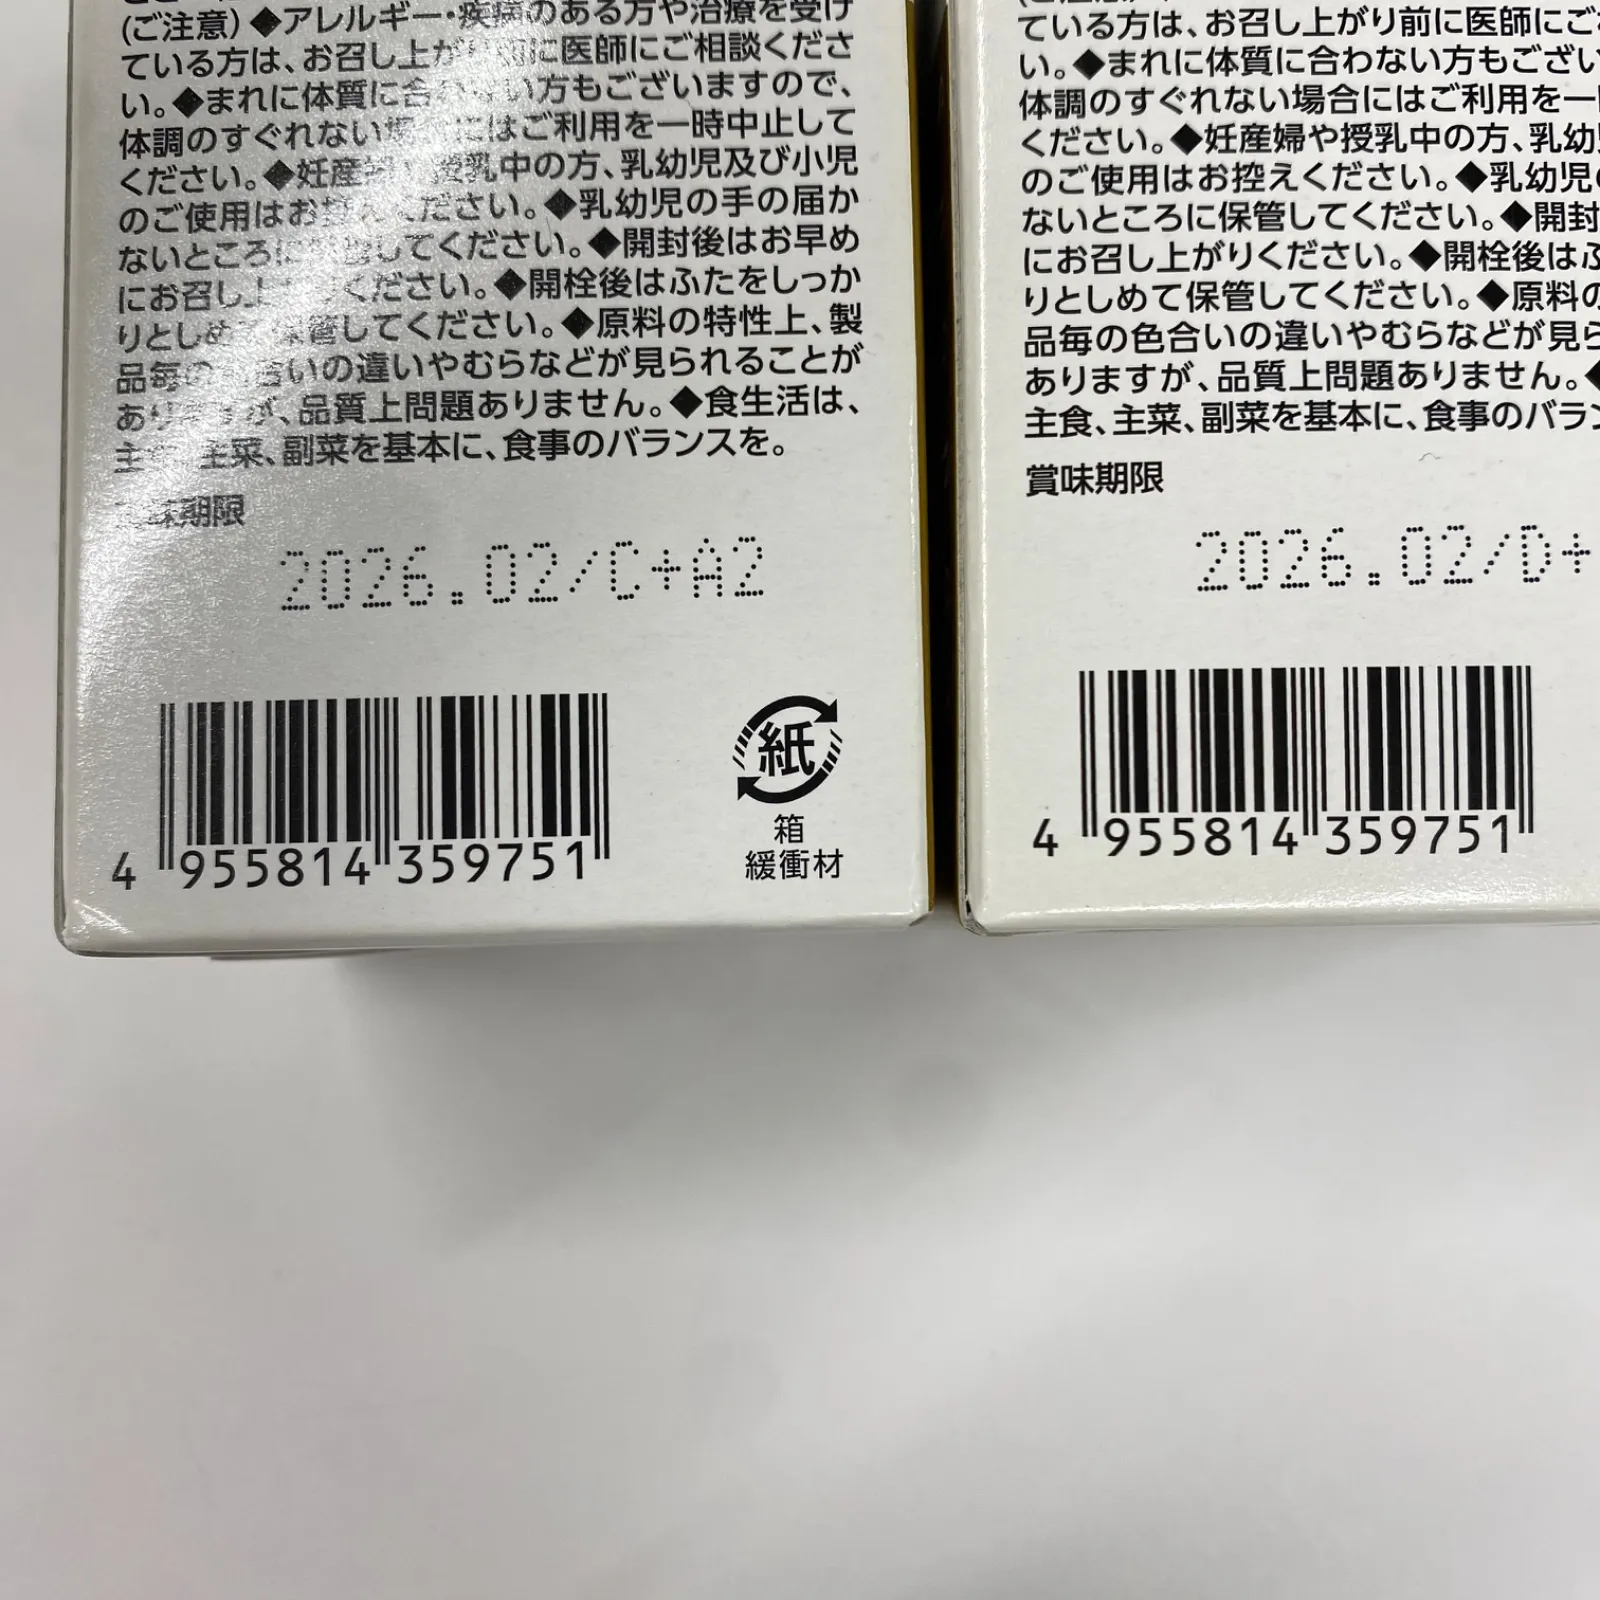 (ご注意)◆アレルギー・疾病のある方や治療を受け
ている方は、お召し上がり前に医師にご相談くださ
い。◆まれに体質に合わない方もございますので、
体調のすぐれない場合にはご利用を一時中止して
ください。◆妊産婦や授乳中の方、乳幼児及び小児
のご使用はお控えください。◆乳幼児の手の届か
ないところに保管してください。◆開封後はお早め
にお召し上がりください。◆開栓後はふたをしっか
りとしめて保管してください。◆原料の特性上、製
品毎の色合いの違いやむらなどが見られることが
ありますが、品質上問題ありません。◆食生活は、
主食、主菜、副菜を基本に、食事のバランスを。
賞味期限
2026.02/C+A2
4 955814 359751
紙
箱
緩衝材
ている方は、お召し上がり前に医師にご
い。◆まれに体質に合わない方もござい
体調のすぐれない場合にはご利用を一
ください。◆妊産婦や授乳中の方、乳幼
のご使用はお控えください。◆乳幼児
ないところに保管してください。◆開封
にお召し上がりください。◆開栓後は
りとしめて保管してください。◆原料の
品毎の色合いの違いやむらなどが見ら
ありますが、品質上問題ありません。◆
主食、主菜、副菜を基本に、食事のバラン
賞味期限
2026.02/D+
4 955814 359751